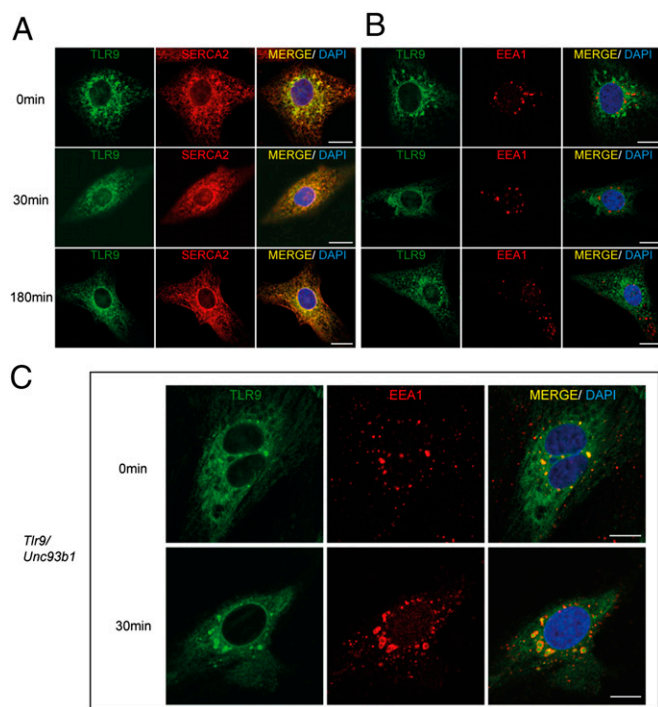 A
B
TLR9 SERCA2 MERGE/ DAPI TLR9 EEA1 MERGE/ DAPI
0min
TLR9 SERCA2 MERGE/ DAPI TLR9 EEA1 MERGE/ DAPI
30min
TLR9 SERCA2 MERGE/ DAPI TLR9 EEA1 MERGE/ DAPI
180min
C
TLR9 EEA1 MERGE/ DAPI
0min
Tlr9/
Unc93b1
30min